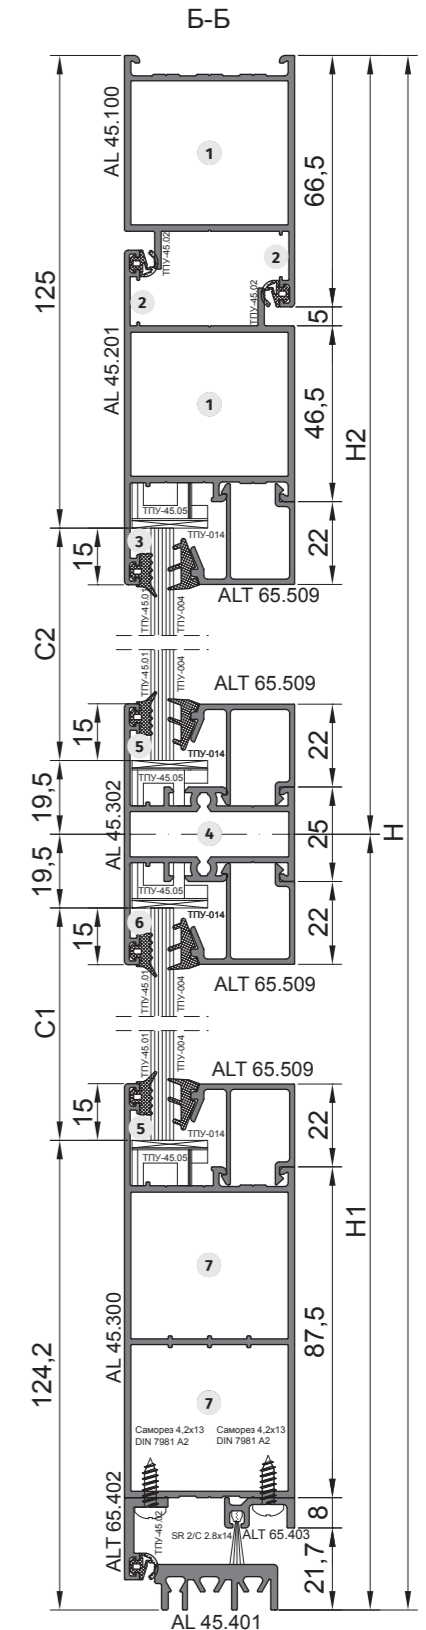 Б-Б
AL 45.100
1
66,5
ТПУ-45.02
2
2
ТПУ-45.02
5
125
AL 45.201
1
46,5
H2
H
ТПУ-45.05
ТПУ-014
3
15
22
ALT 65.509
ТПУ-45.01
ТПУ-004
C2
ТПУ-45.01
ТПУ-004
ALT 65.509
15
5
ТПУ-014
22
19,5
ТПУ-45.05
AL 45.302
4
25
19,5
ТПУ-45.05
ТПУ-014
6
15
22
ALT 65.509
ТПУ-45.01
ТПУ-004
C1
ТПУ-45.01
ТПУ-004
ALT 65.509
15
5
ТПУ-014
22
ТПУ-45.05
H1
7
AL 45.300
87,5
124,2
7
Саморез 4,2x13
DIN 7981 A2
Саморез 4,2x13
DIN 7981 A2
ALT 65.402
ТПУ-45.02
SR 2/C 2.8x14
ALT 65.403
8
21,7
AL 45.401